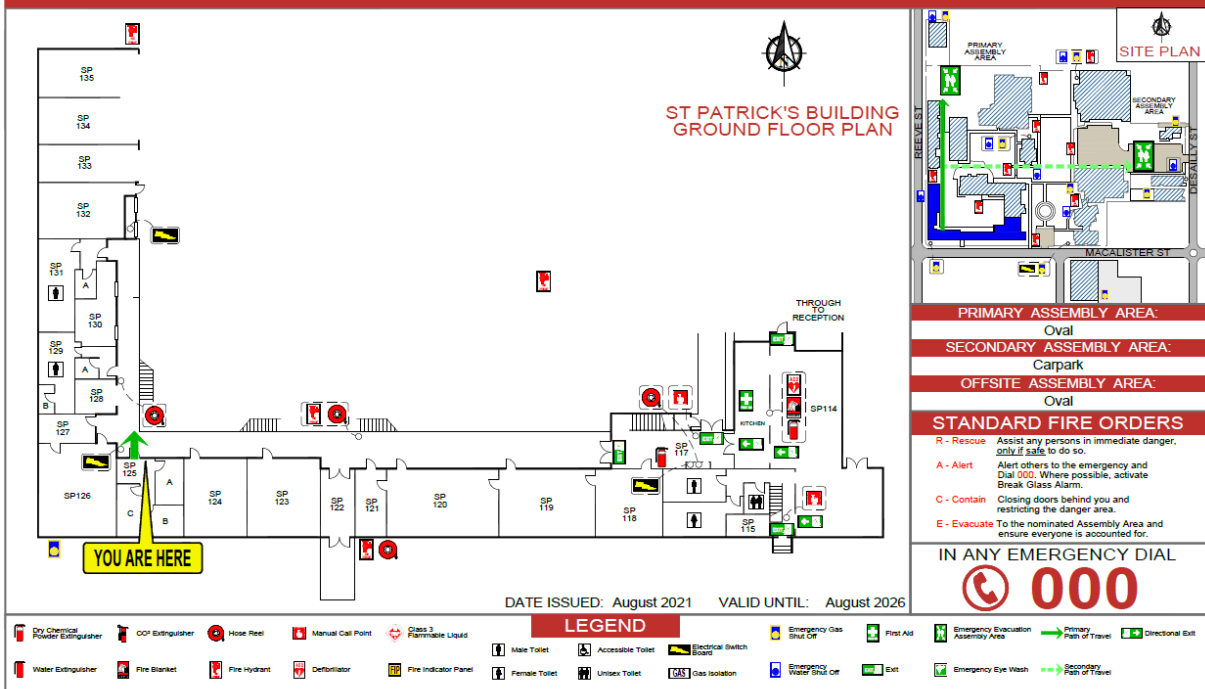 ST PATRICK'S BUILDING
GROUND FLOOR PLAN
SITE PLAN
PRIMARY
ASSEMBLY
AREA
SECONDARY
ASSEMBLY
AREA
REEVE ST
DESAILLY ST
MACALISTER ST
SP
135
SP
134
SP
133
SP
132
SP
131
A
SP
130
SP
129
A
SP
128
B
SP
127
SP
125
SP126
A
C
B
SP
124
SP
123
SP
122
SP
121
SP
120
SP
119
SP
118
SP
117
SP
115
SP114
KITCHEN
THROUGH
TO
RECEPTION
EXIT
EXIT
EXIT
YOU ARE HERE
DATE ISSUED: August 2021
VALID UNTIL: August 2026
PRIMARY ASSEMBLY AREA:
Oval
SECONDARY ASSEMBLY AREA:
Carpark
OFFSITE ASSEMBLY AREA:
Oval
STANDARD FIRE ORDERS
R - Rescue Assist any persons in immediate danger,
only if safe to do so.
A - Alert Alert others to the emergency and
Dial 000. Where possible, activate
Break Glass Alarm.
C - Contain Closing doors behind you and
restricting the danger area.
E - Evacuate To the nominated Assembly Area and
ensure everyone is accounted for.
IN ANY EMERGENCY DIAL
000
LEGEND
Dry Chemical
Powder Extinguisher
CO² Extinguisher
Hose Reel
Manual Call Point
Class 3
Flammable Liquid
Male Toilet
Accessible Toilet
Electrical Switch
Board
Emergency Gas
Shut Off
First Aid
Emergency Evacuation
Assembly Area
Primary
Path of Travel
Directional Exit
Water Extinguisher
Fire Blanket
Fire Hydrant
Defibrillator
FIP
Fire Indicator Panel
Female Toilet
Unisex Toilet
GAS
Gas Isolation
Emergency
Water Shut Off
EXIT
Exit
Emergency Eye Wash
Secondary
Path of Travel